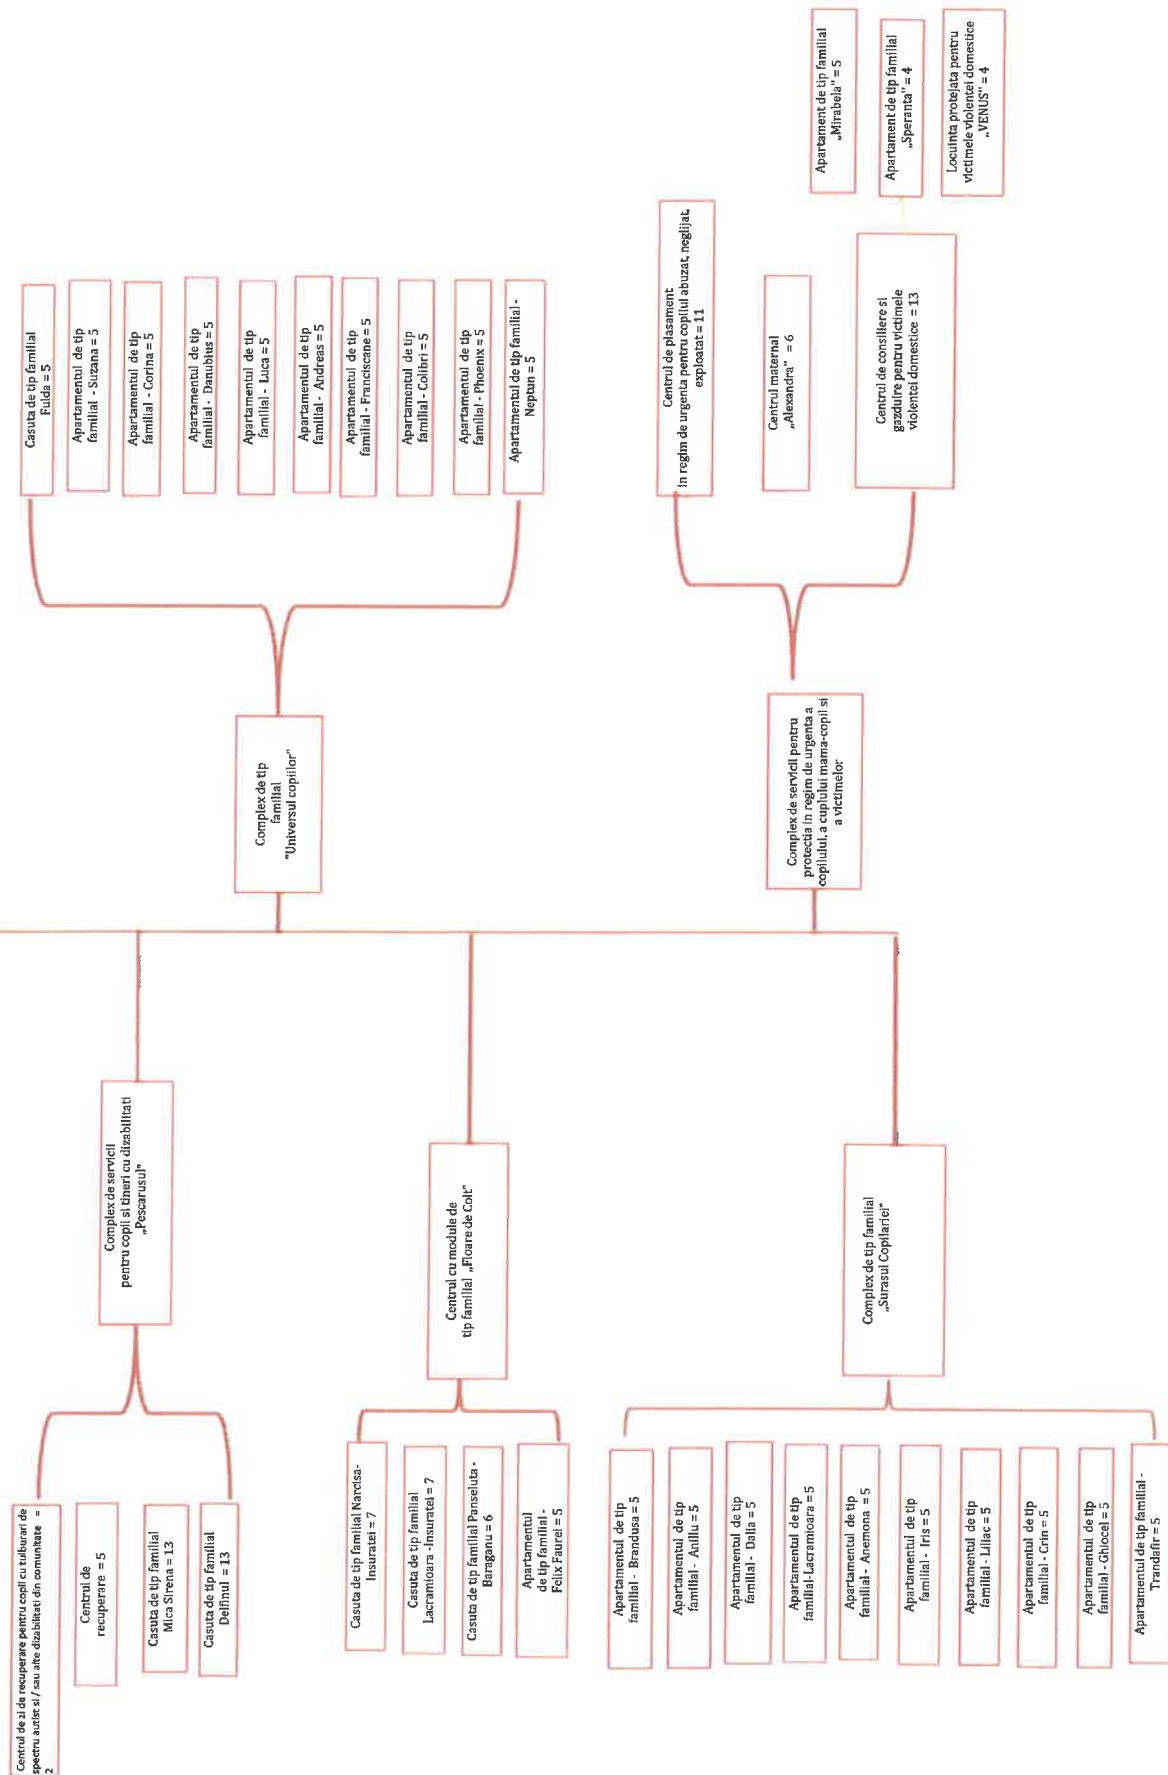 Casuta de tip familial
Fulda = 5
Apartamentul de tip
familial - Suzana = 5
Apartamentul de tip
familial - Corina = 5
Apartamentul de tip
familial - Danubius = 5
Apartamentul de tip
familial - Luca = 5
Apartamentul de tip
familial - Andreas = 5
Apartamentul de tip
familial - Franciscane = 5
Apartamentul de tip
familial - Colibri = 5
Apartamentul de tip
familial - Phoenix = 5
Apartamentul de tip familial -
Neptun = 5
Complex de tip
familial
"Universul copiilor"
Centrul de plasament
in regim de urgenta pentru copilul abuzat, neglijat,
exploatat = 11
Centrul maternal
„Alexandra" = 6
Centrul de consiliere si
gazduire pentru victimele
violentei domestice = 13
Apartament de tip familial
„Mirabela" = 5
Apartament de tip familial
„Speranta" = 4
Locuinta protejata pentru
victimele violentei domestice
„VENUS" = 4
Complex de servicii pentru
protectia in regim de urgenta a
copilului, a cuplului mama-copil si
a victimelor
Complex de servicii
pentru copii si tineri cu dizabilitati
„Pescarusul"
Centrul de zi de recuperare pentru copii cu tulburari de
spectru autist si / sau alte dizabilitati din comunitate =
2
Centrul de
recuperare = 5
Casuta de tip familial
Mica Sirena = 13
Casuta de tip familial
Delfinul = 13
Centrul cu module de
tip familial „Floare de Colt"
Casuta de tip familial Narcisa-
Insuratei = 7
Casuta de tip familial
Lacramioara -Insuratei = 7
Casuta de tip familial Panseluta -
Baraganu = 6
Apartamentul
de tip familial -
Felix Faurei = 5
Complex de tip familial
„Surasul Copilariei"
Apartamentul de tip
familial - Brandusa = 5
Apartamentul de tip
familial - Anillu = 5
Apartamentul de tip
familial - Dalia = 5
Apartamentul de tip
familial-Lacramioara = 5
Apartamentul de tip
familial - Anemona = 5
Apartamentul de tip
familial - Iris = 5
Apartamentul de tip
familial - Liliac = 5
Apartamentul de tip
familial - Crin = 5
Apartamentul de tip
familial - Ghiocel = 5
Apartamentul de tip familial -
Trandafir = 5